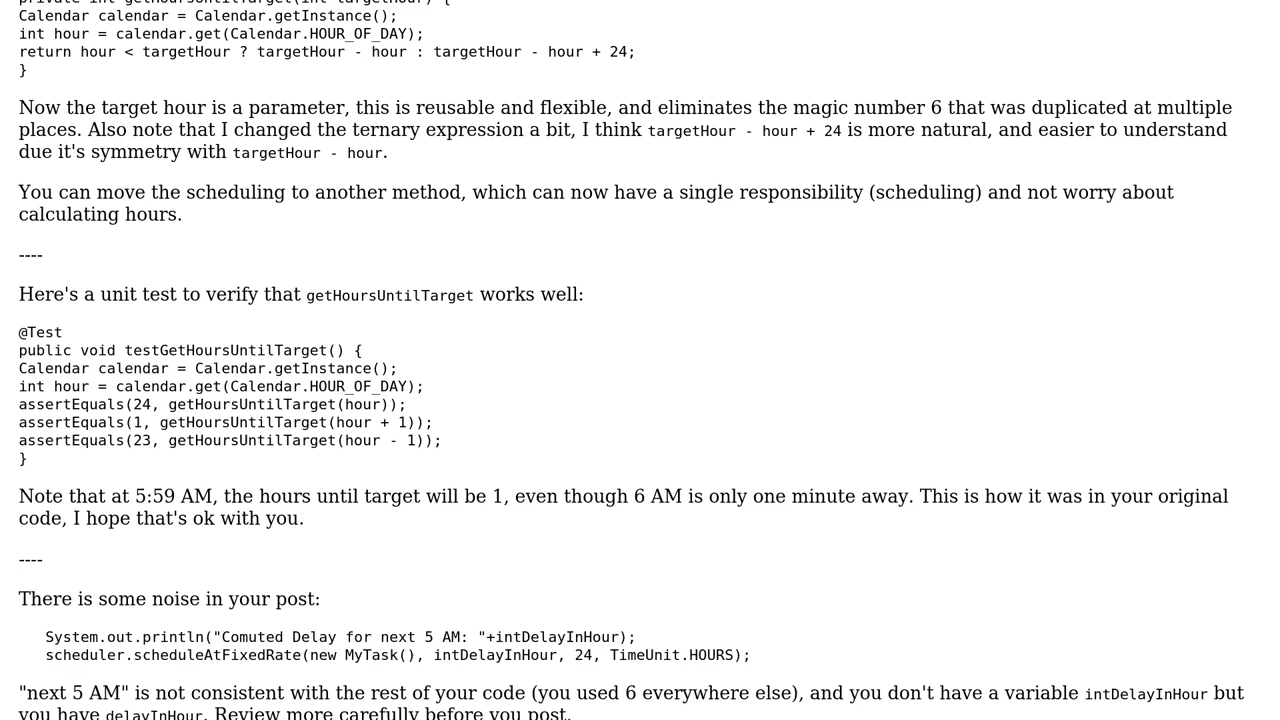 private int getHoursUntilTarget(int targetHour) {
Calendar calendar = Calendar.getInstance();
int hour = calendar.get(Calendar.HOUR_OF_DAY);
return hour < targetHour ? targetHour - hour : targetHour - hour + 24;
}
Now the target hour is a parameter, this is reusable and flexible, and eliminates the magic number 6 that was duplicated at multiple
places. Also note that I changed the ternary expression a bit, I think targetHour - hour + 24 is more natural, and easier to understand
due it's symmetry with targetHour - hour.
You can move the scheduling to another method, which can now have a single responsibility (scheduling) and not worry about
calculating hours.
----
Here's a unit test to verify that getHoursUntilTarget works well:
@Test
public void testGetHoursUntilTarget() {
Calendar calendar = Calendar.getInstance();
int hour = calendar.get(Calendar.HOUR_OF_DAY);
assertEquals(24, getHoursUntilTarget(hour));
assertEquals(1, getHoursUntilTarget(hour + 1));
assertEquals(23, getHoursUntilTarget(hour - 1));
}
Note that at 5:59 AM, the hours until target will be 1, even though 6 AM is only one minute away. This is how it was in your original
code, I hope that's ok with you.
----
There is some noise in your post:
System.out.println("Comuted Delay for next 5 AM: "+intDelayInHour);
scheduler.scheduleAtFixedRate(new MyTask(), intDelayInHour, 24, TimeUnit.HOURS);
"next 5 AM" is not consistent with the rest of your code (you used 6 everywhere else), and you don't have a variable intDelayInHour but
you have delayInHour. Review more carefully before you post.